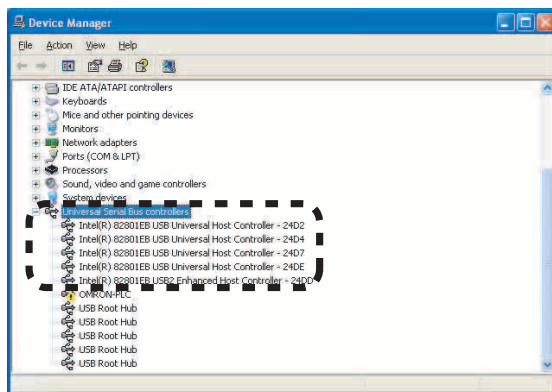 Device Manager
File Action View Help
IDE ATA/ATAPI controllers
Keyboards
Mice and other pointing devices
Monitors
Network adapters
Ports (COM & LPT)
Processors
Sound, video and game controllers
System devices
Universal Serial Bus controllers
Intel(R) 82801EB USB Universal Host Controller - 24D2
Intel(R) 82801EB USB Universal Host Controller - 24D4
Intel(R) 82801EB USB Universal Host Controller - 24D7
Intel(R) 82801EB USB Universal Host Controller - 24DE
Intel(R) 82801EB USB2 Enhanced Host Controller - 24DD
OMRON-PLC
USB Root Hub
USB Root Hub
USB Root Hub
USB Root Hub
USB Root Hub